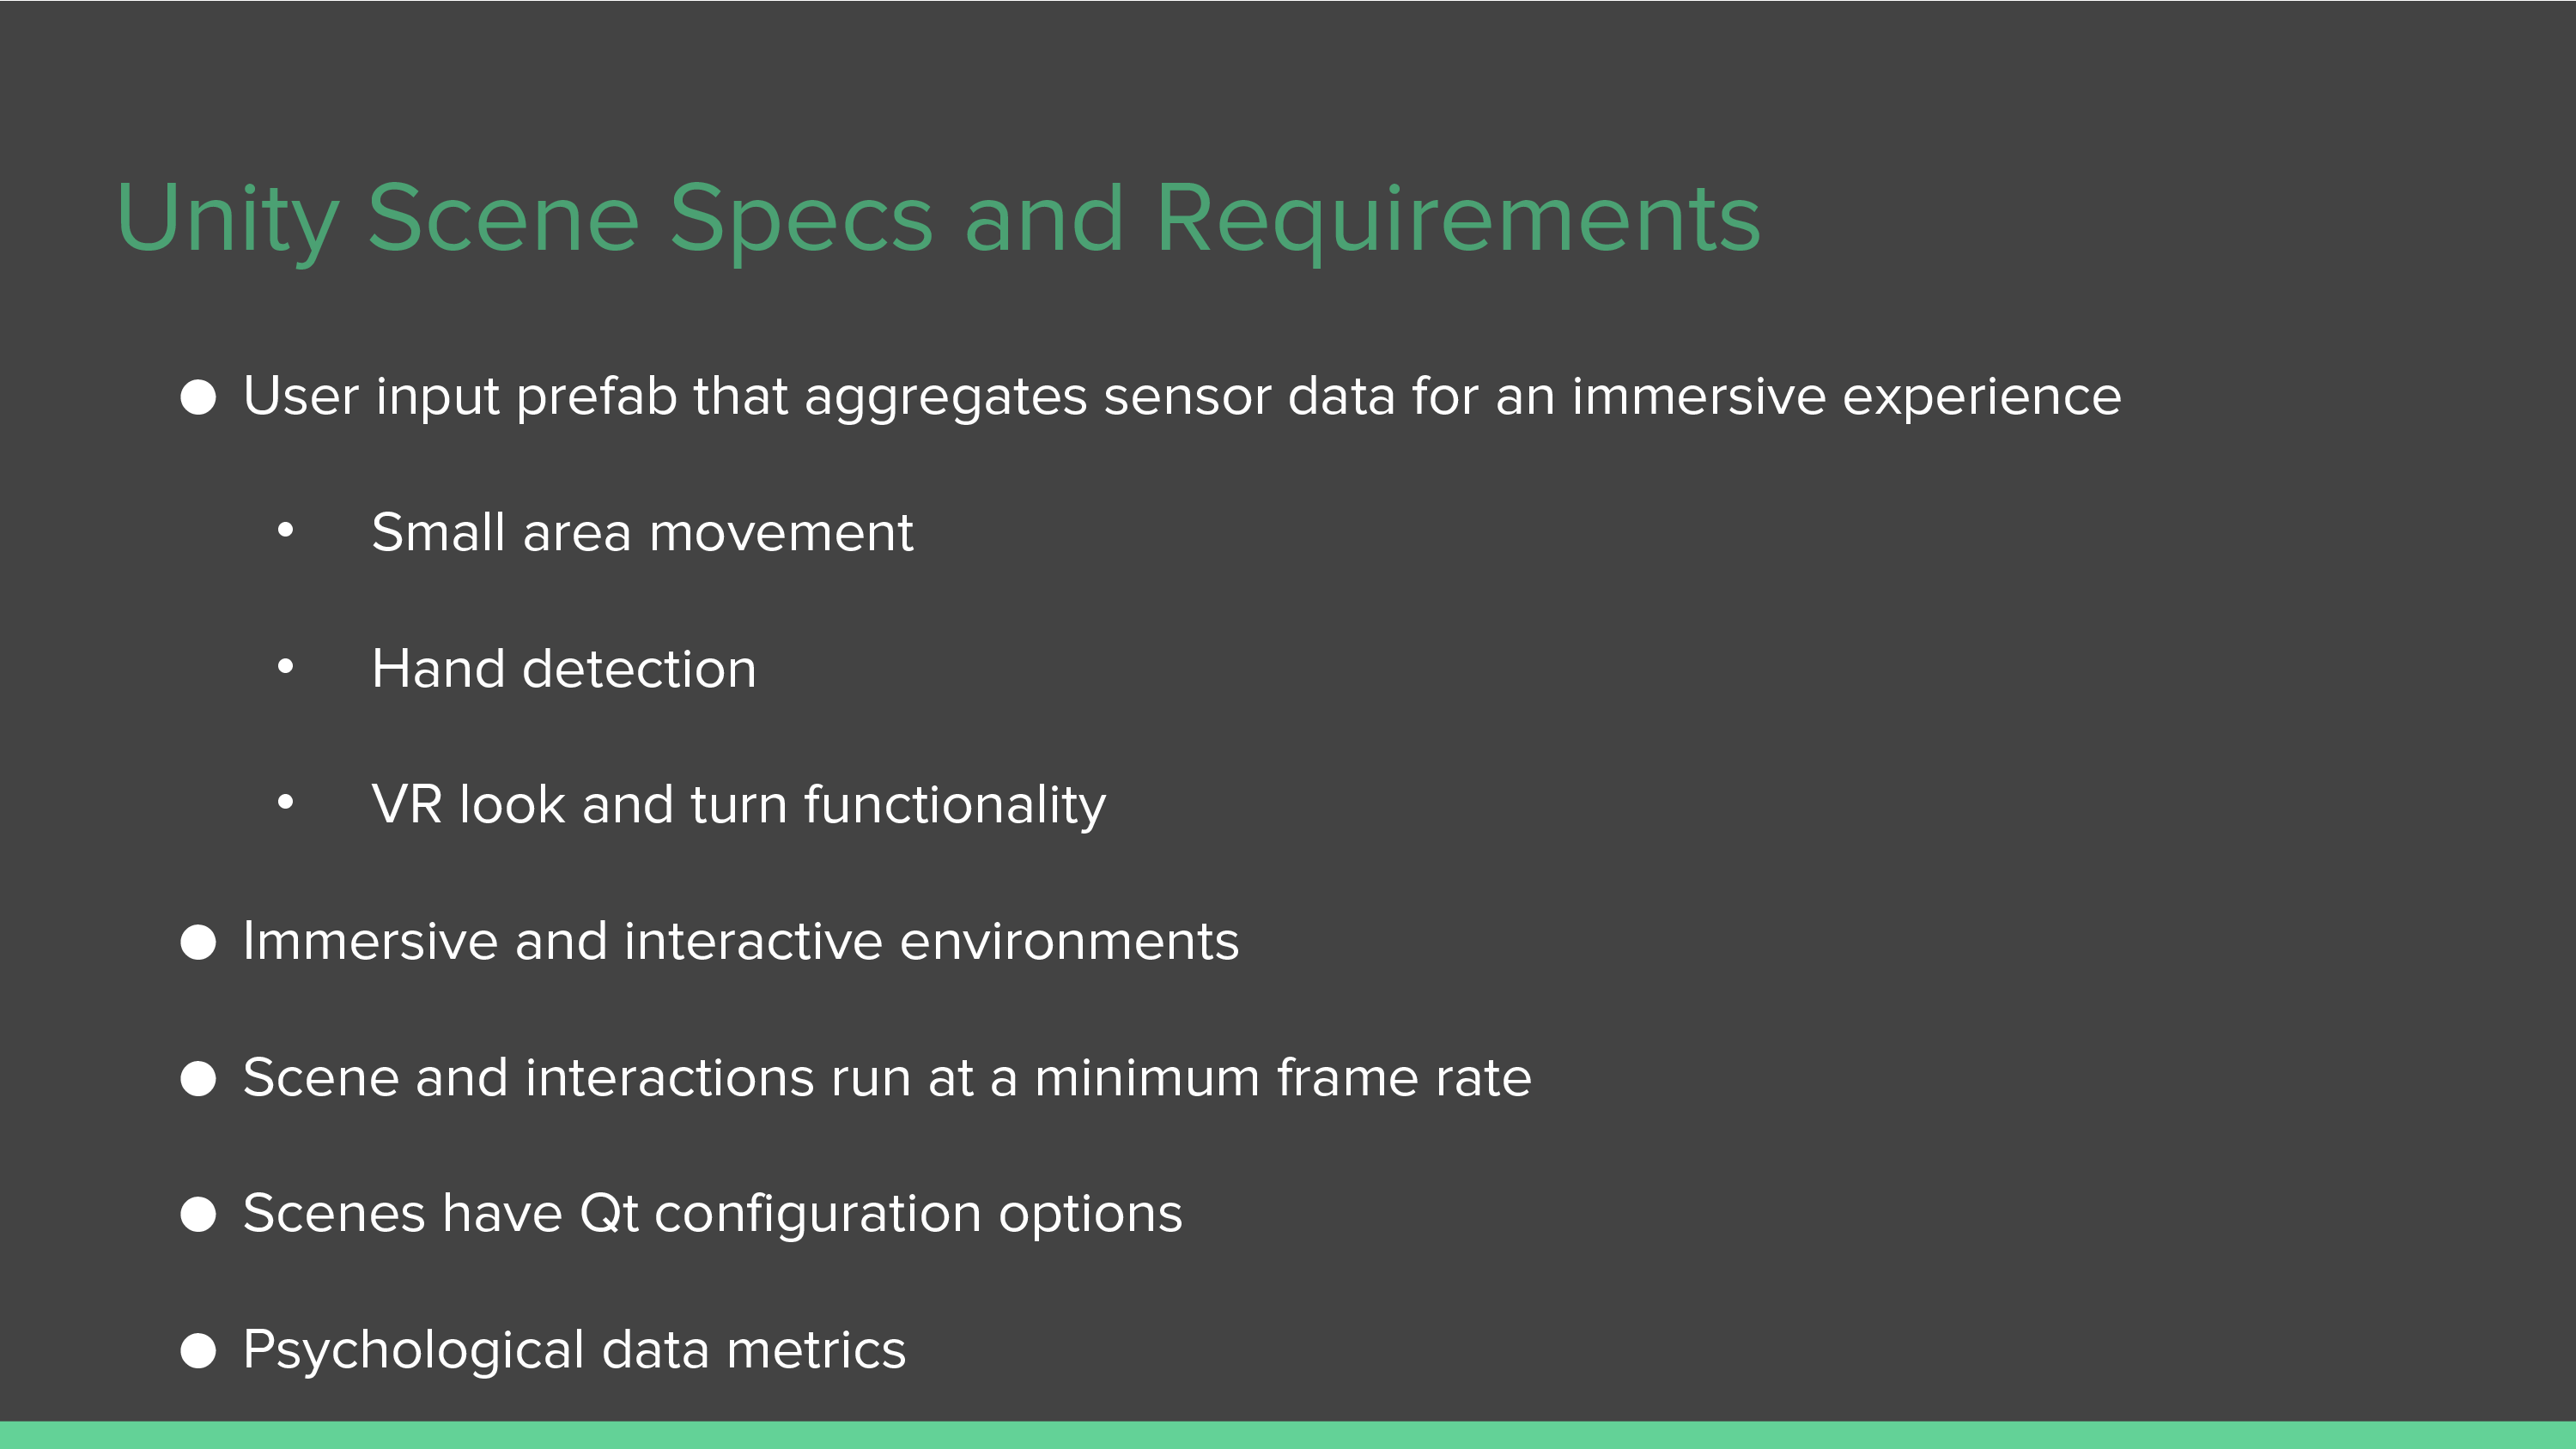 Unity Scene Specs and Requirements
● User input prefab that aggregates sensor data for an immersive experience
• Small area movement
• Hand detection
• VR look and turn functionality
● Immersive and interactive environments
● Scene and interactions run at a minimum frame rate
● Scenes have Qt configuration options
● Psychological data metrics